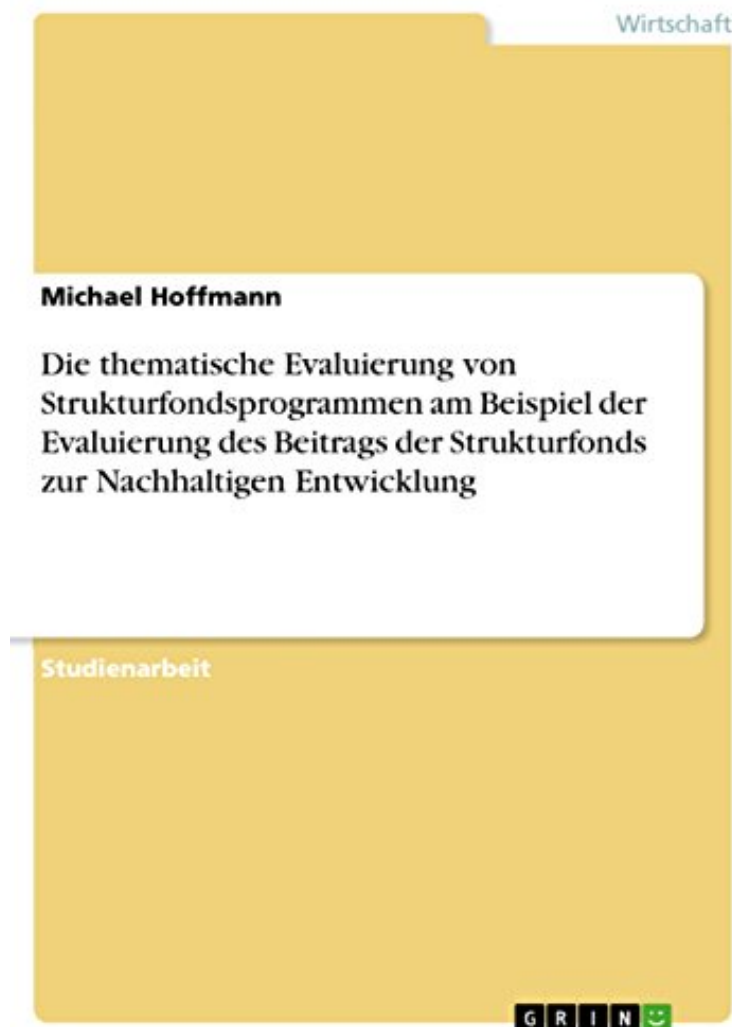 Wirtschaft
Michael Hoffmann
Die thematische Evaluierung von
Strukturfondsprogrammen am Beispiel der
Evaluierung des Beitrags der Strukturfonds
zur Nachhaltigen Entwicklung
Studienarbeit
GRIN